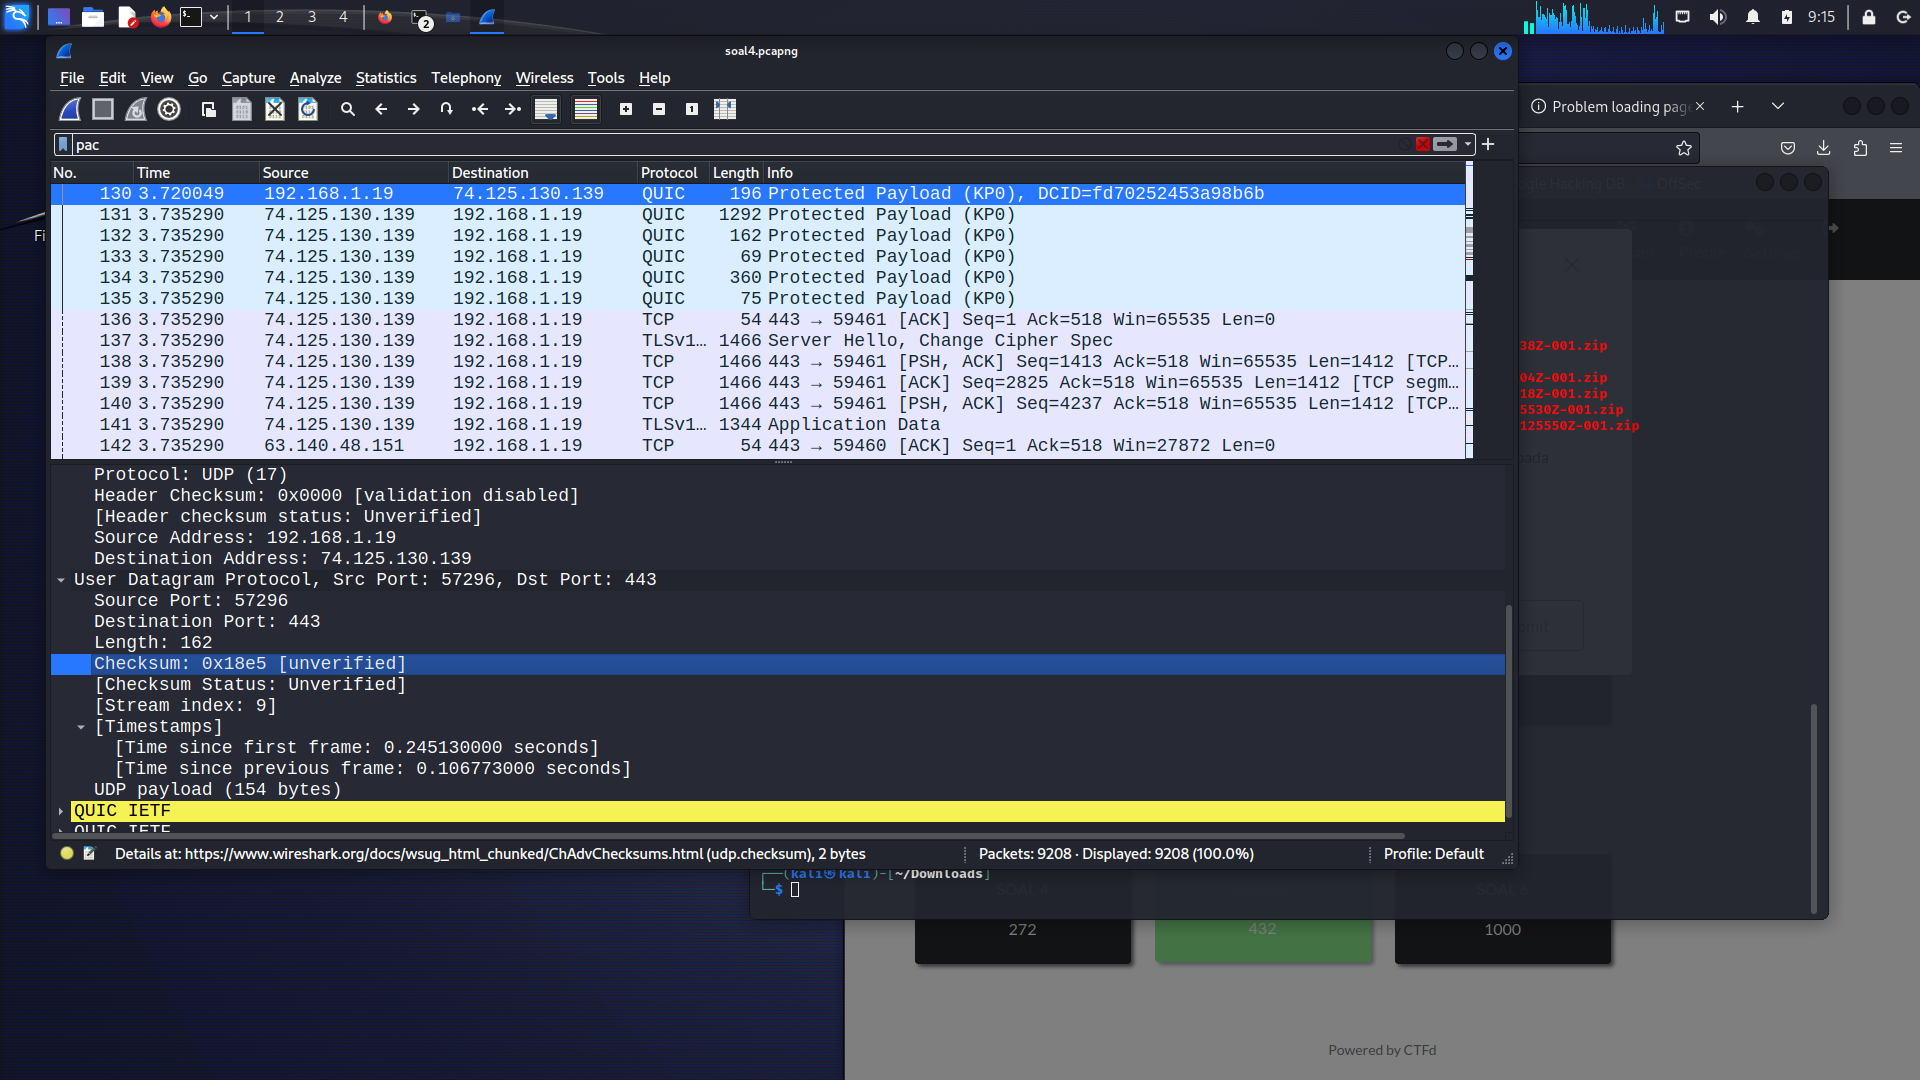 1 2 3 4 2 9:15
soal4.pcapng
File Edit View Go Capture Analyze Statistics Telephony Wireless Tools Help
Problem loading pag
pac
No. Time Source Destination Protocol Length Info
130 3.720049 192.168.1.19 74.125.130.139 QUIC 196 Protected Payload (KP0), DCID=fd70252453a98b6b
131 3.735290 74.125.130.139 192.168.1.19 QUIC 1292 Protected Payload (KP0)
132 3.735290 74.125.130.139 192.168.1.19 QUIC 162 Protected Payload (KP0)
133 3.735290 74.125.130.139 192.168.1.19 QUIC 69 Protected Payload (KP0)
134 3.735290 74.125.130.139 192.168.1.19 QUIC 360 Protected Payload (KP0)
135 3.735290 74.125.130.139 192.168.1.19 QUIC 75 Protected Payload (KP0)
136 3.735290 74.125.130.139 192.168.1.19 TCP 54 443 → 59461 [ACK] Seq=1 Ack=518 Win=65535 Len=0
137 3.735290 74.125.130.139 192.168.1.19 TLSv1… 1466 Server Hello, Change Cipher Spec
138 3.735290 74.125.130.139 192.168.1.19 TCP 1466 443 → 59461 [PSH, ACK] Seq=1413 Ack=518 Win=65535 Len=1412 [TCP…
139 3.735290 74.125.130.139 192.168.1.19 TCP 1466 443 → 59461 [ACK] Seq=2825 Ack=518 Win=65535 Len=1412 [TCP segm…
140 3.735290 74.125.130.139 192.168.1.19 TCP 1466 443 → 59461 [PSH, ACK] Seq=4237 Ack=518 Win=65535 Len=1412 [TCP…
141 3.735290 74.125.130.139 192.168.1.19 TLSv1… 1344 Application Data
142 3.735290 63.140.48.151 192.168.1.19 TCP 54 443 → 59460 [ACK] Seq=1 Ack=518 Win=27872 Len=0
Protocol: UDP (17)
Header Checksum: 0x0000 [validation disabled]
[Header checksum status: Unverified]
Source Address: 192.168.1.19
Destination Address: 74.125.130.139
User Datagram Protocol, Src Port: 57296, Dst Port: 443
Source Port: 57296
Destination Port: 443
Length: 162
Checksum: 0x18e5 [unverified]
[Checksum Status: Unverified]
[Stream index: 9]
[Timestamps]
[Time since first frame: 0.245130000 seconds]
[Time since previous frame: 0.106773000 seconds]
UDP payload (154 bytes)
QUIC IETF
QUIC IETF
Details at: https://www.wireshark.org/docs/wsug_html_chunked/ChAdvChecksums.html (udp.checksum), 2 bytes
Packets: 9208 · Displayed: 9208 (100.0%)
Profile: Default
Fi
ogle Hacking DB OffSec
38Z-001.zip
04Z-001.zip
18Z-001.zip
5530Z-001.zip
125550Z-001.zip
(kali㉿kali)-[~/Downloads]
$
SOAL 4 SOAL 6
272 432 1000
Powered by CTFd